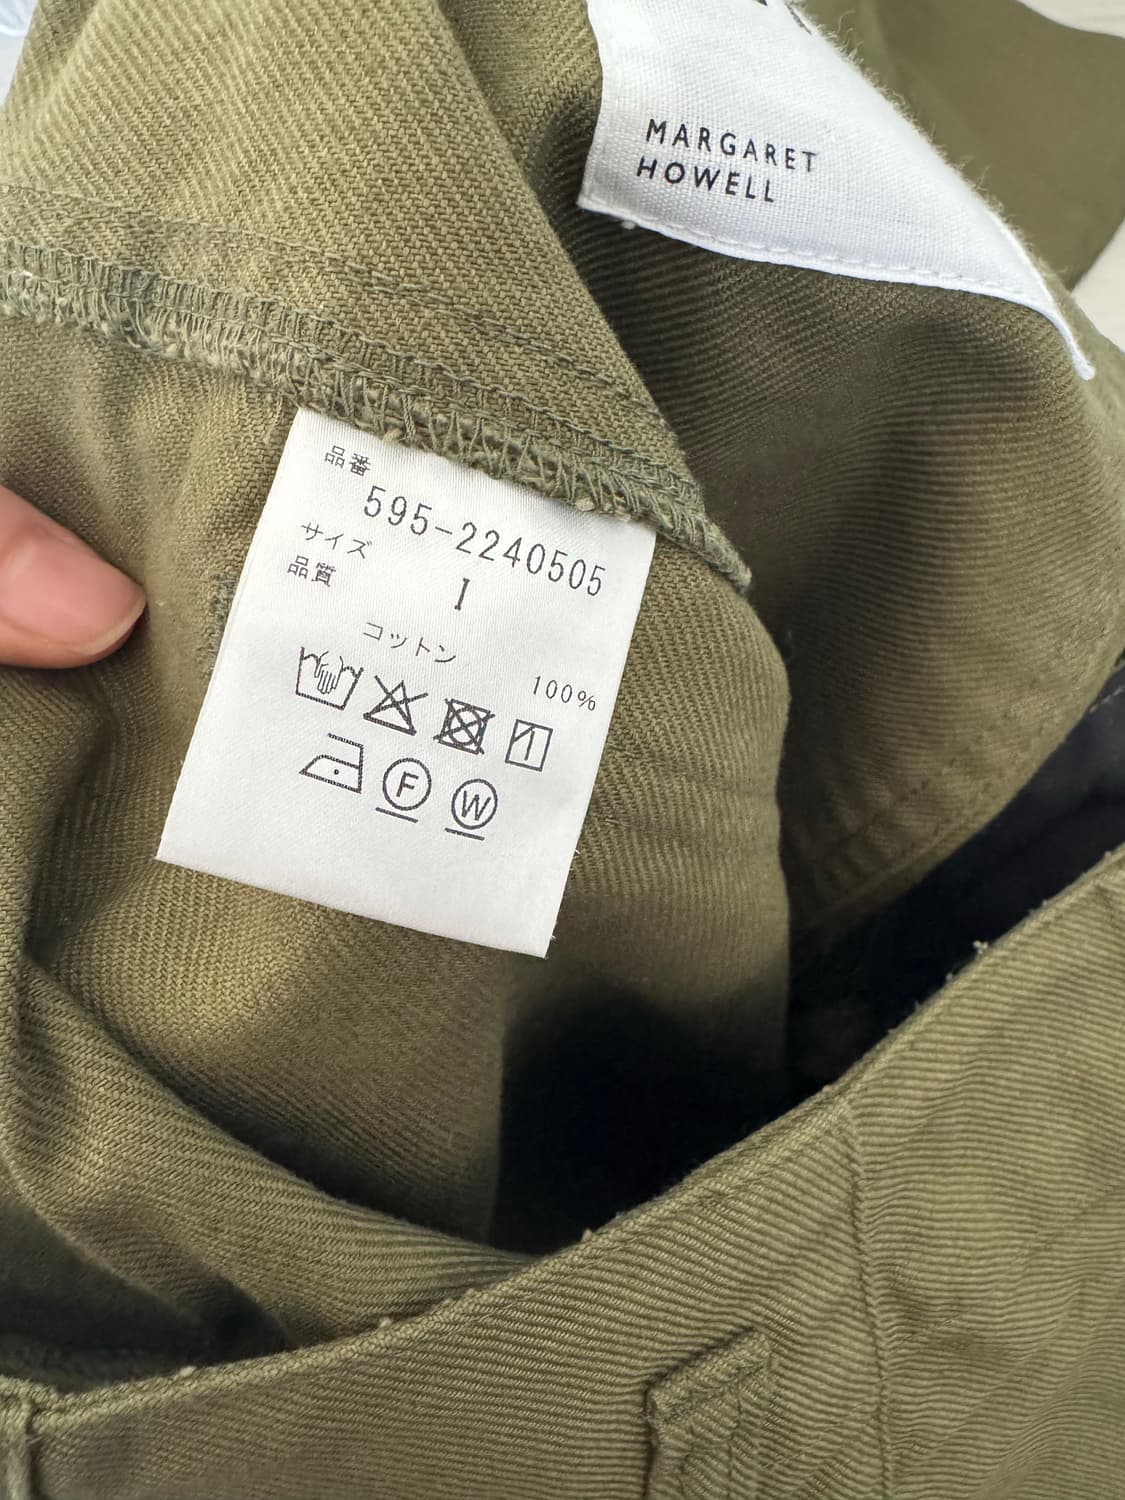 MARGARET
HOWELL
品番
595-2240505
サイズ
I
品質
コットン
100%
F W